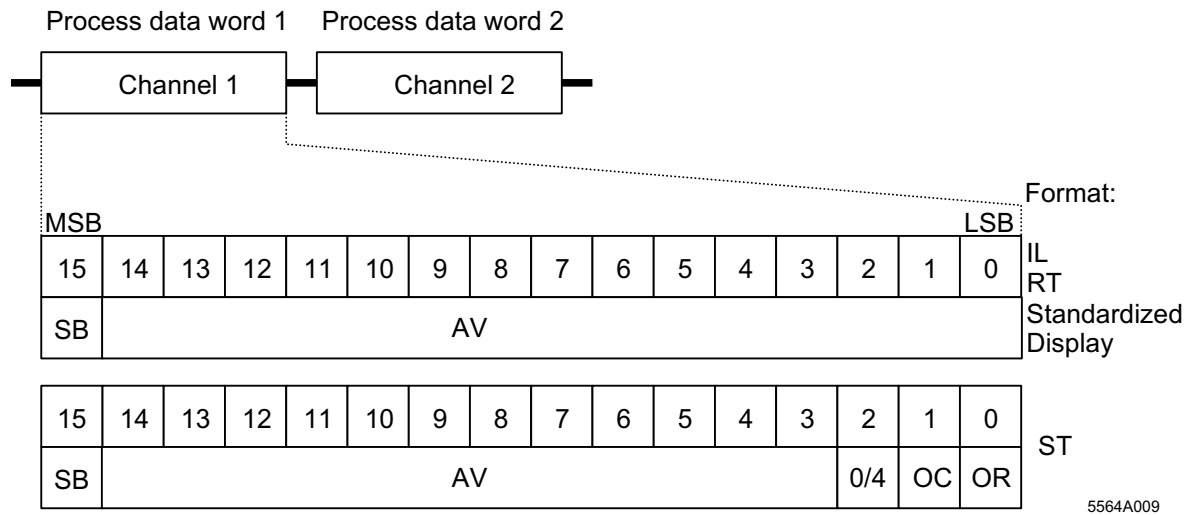 Process data word 1 Process data word 2
Channel 1 Channel 2
Format:
MSB LSB
15 14 13 12 11 10 9 8 7 6 5 4 3 2 1 0
IL
RT
SB AV
Standardized
Display
15 14 13 12 11 10 9 8 7 6 5 4 3 2 1 0
ST
SB AV 0/4 OC OR
5564A009